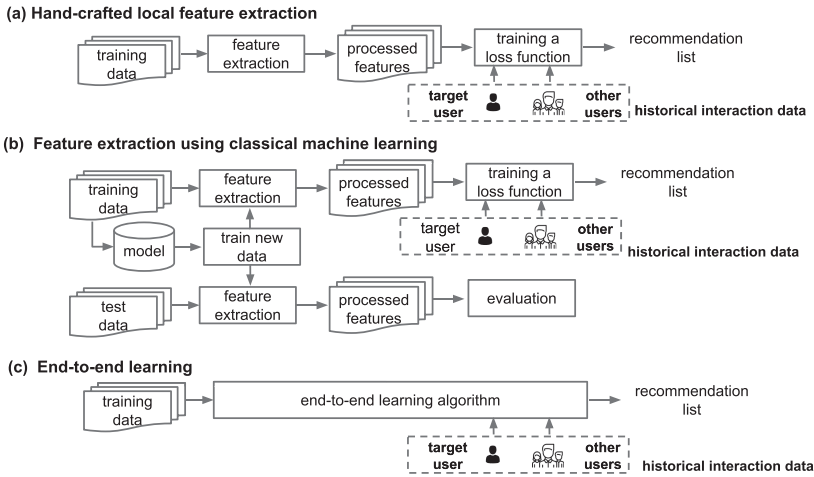 (a) Hand-crafted local feature extraction
training
data
feature
extraction
processed
features
training a
loss function
recommendation
list
target
user
other
users
historical interaction data
(b) Feature extraction using classical machine learning
training
data
feature
extraction
processed
features
training a
loss function
recommendation
list
target
user
other
users
historical interaction data
model
train new
data
test
data
feature
extraction
processed
features
evaluation
(c) End-to-end learning
training
data
end-to-end learning algorithm
recommendation
list
target
user
other
users
historical interaction data